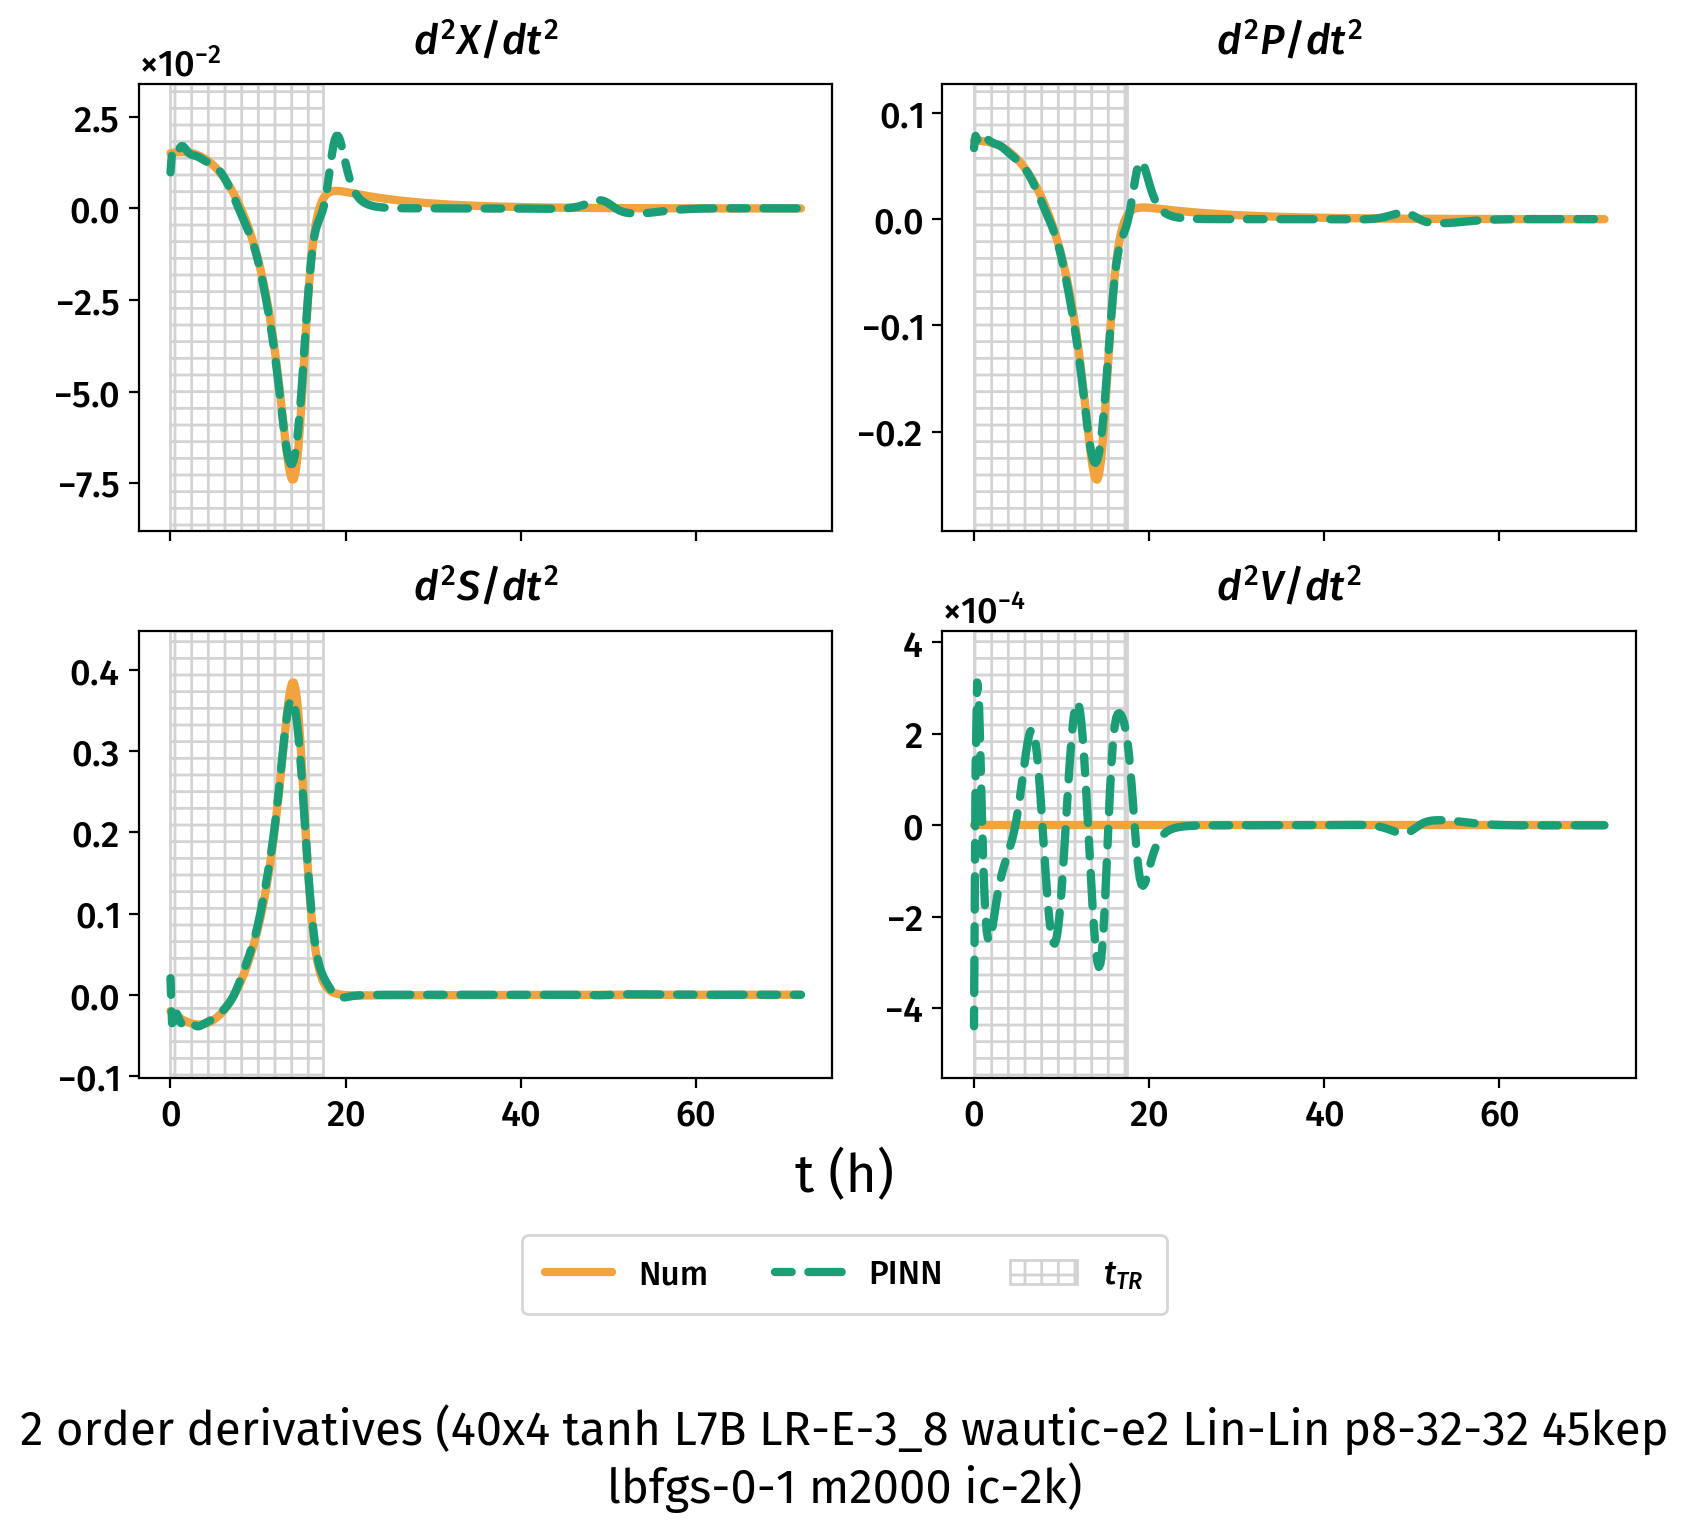 d²X/dt²
×10⁻²
2.5
0.0
−2.5
−5.0
−7.5
d²P/dt²
0.1
0.0
−0.1
−0.2
d²S/dt²
0.4
0.3
0.2
0.1
0.0
−0.1
0 20 40 60
d²V/dt²
×10⁻⁴
4
2
0
−2
−4
0 20 40 60
t (h)
Num PINN t_TR
2 order derivatives (40x4 tanh L7B LR-E-3_8 wautic-e2 Lin-Lin p8-32-32 45kep
lbfgs-0-1 m2000 ic-2k)